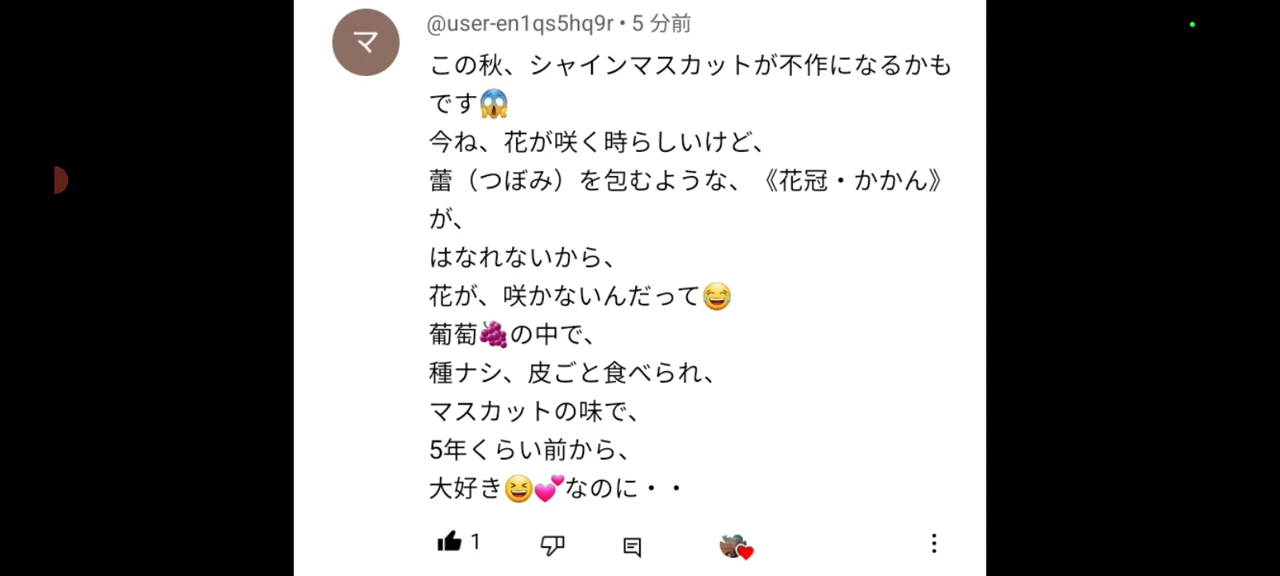 マ
@user-en1qs5hq9r • 5 分前
この秋、シャインマスカットが不作になるかも
です😱
今ね、花が咲く時らしいけど、
蕾（つぼみ）を包むような、《花冠・かかん》
が、
はなれないから、
花が、咲かないんだって😂
葡萄🍇の中で、
種ナシ、皮ごと食べられ、
マスカットの味で、
5年くらい前から、
大好き😆💕なのに・・
1